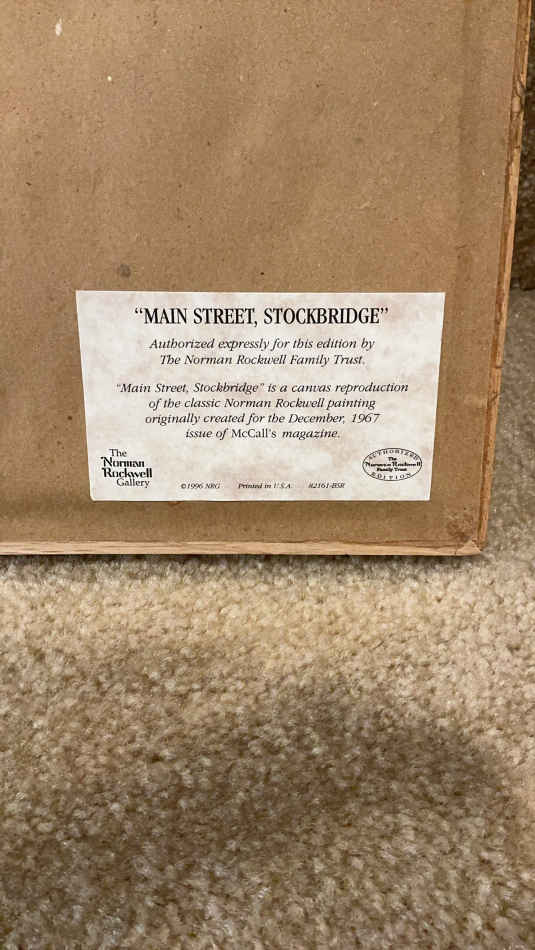 “MAIN STREET, STOCKBRIDGE”
Authorized expressly for this edition by
The Norman Rockwell Family Trust.
“Main Street, Stockbridge” is a canvas reproduction
of the classic Norman Rockwell painting
originally created for the December, 1967
issue of McCall's magazine.
The
Norman
Rockwell
Gallery
©1996 NRG Printed in U.S.A. #2161-BSR
AUTHORIZED
The
Norman Rockwell
Family Trust
EDITION